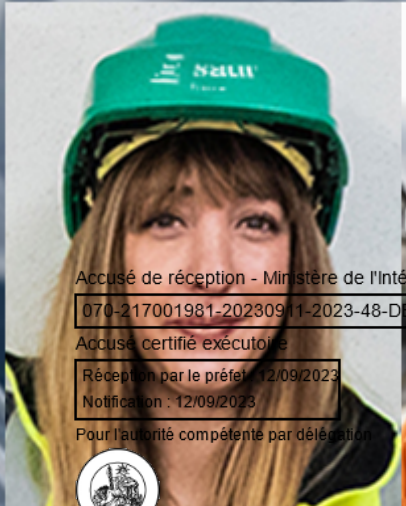 saur
Accusé de réception - Ministère de l'Inté
070-217001981-20230911-2023-48-DE
Accusé certifié exécutoire
Réception par le préfet : 12/09/2023
Notification : 12/09/2023
Pour l'autorité compétente par délégation